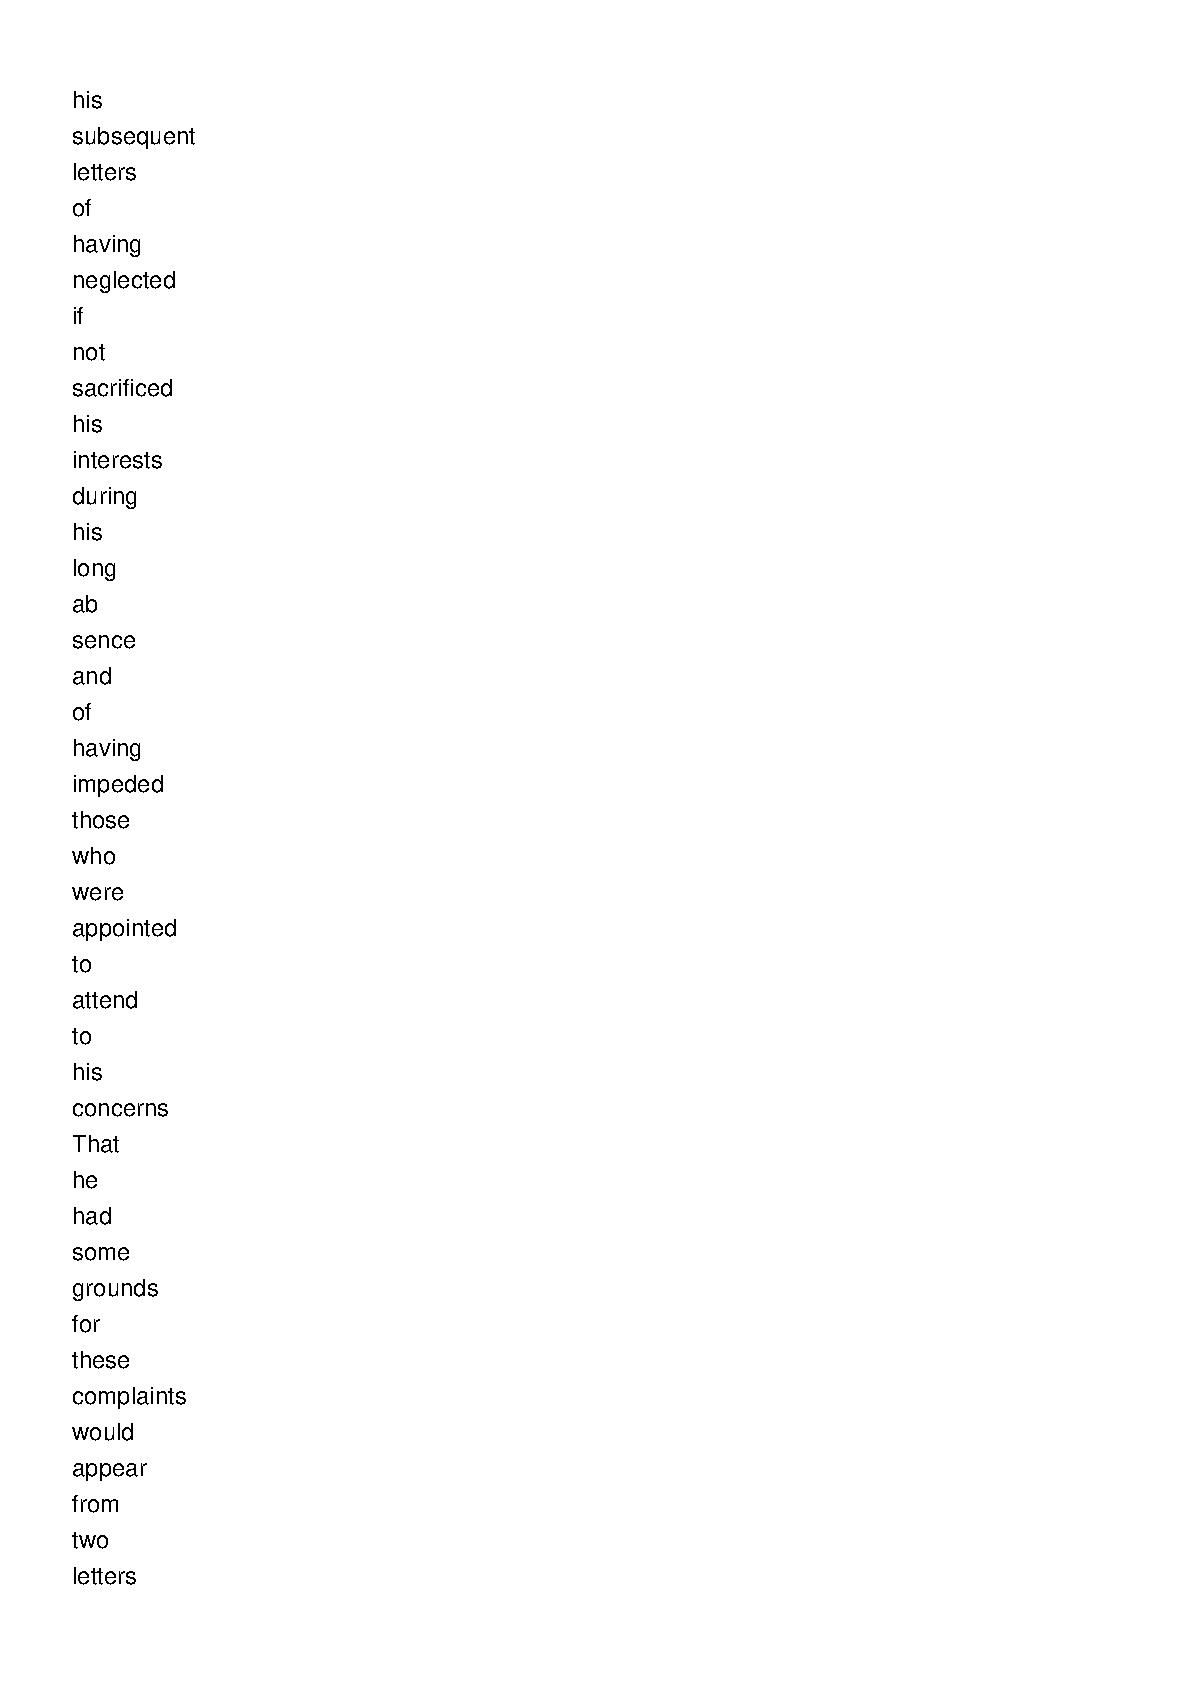 his
subsequent
letters
of
having
neglected
if
not
sacrificed
his
interests
during
his
long
ab
sence
and
of
having
impeded
those
who
were
appointed
to
attend
to
his
concerns
That
he
had
some
grounds
for
these
complaints
would
appear
from
two
letters